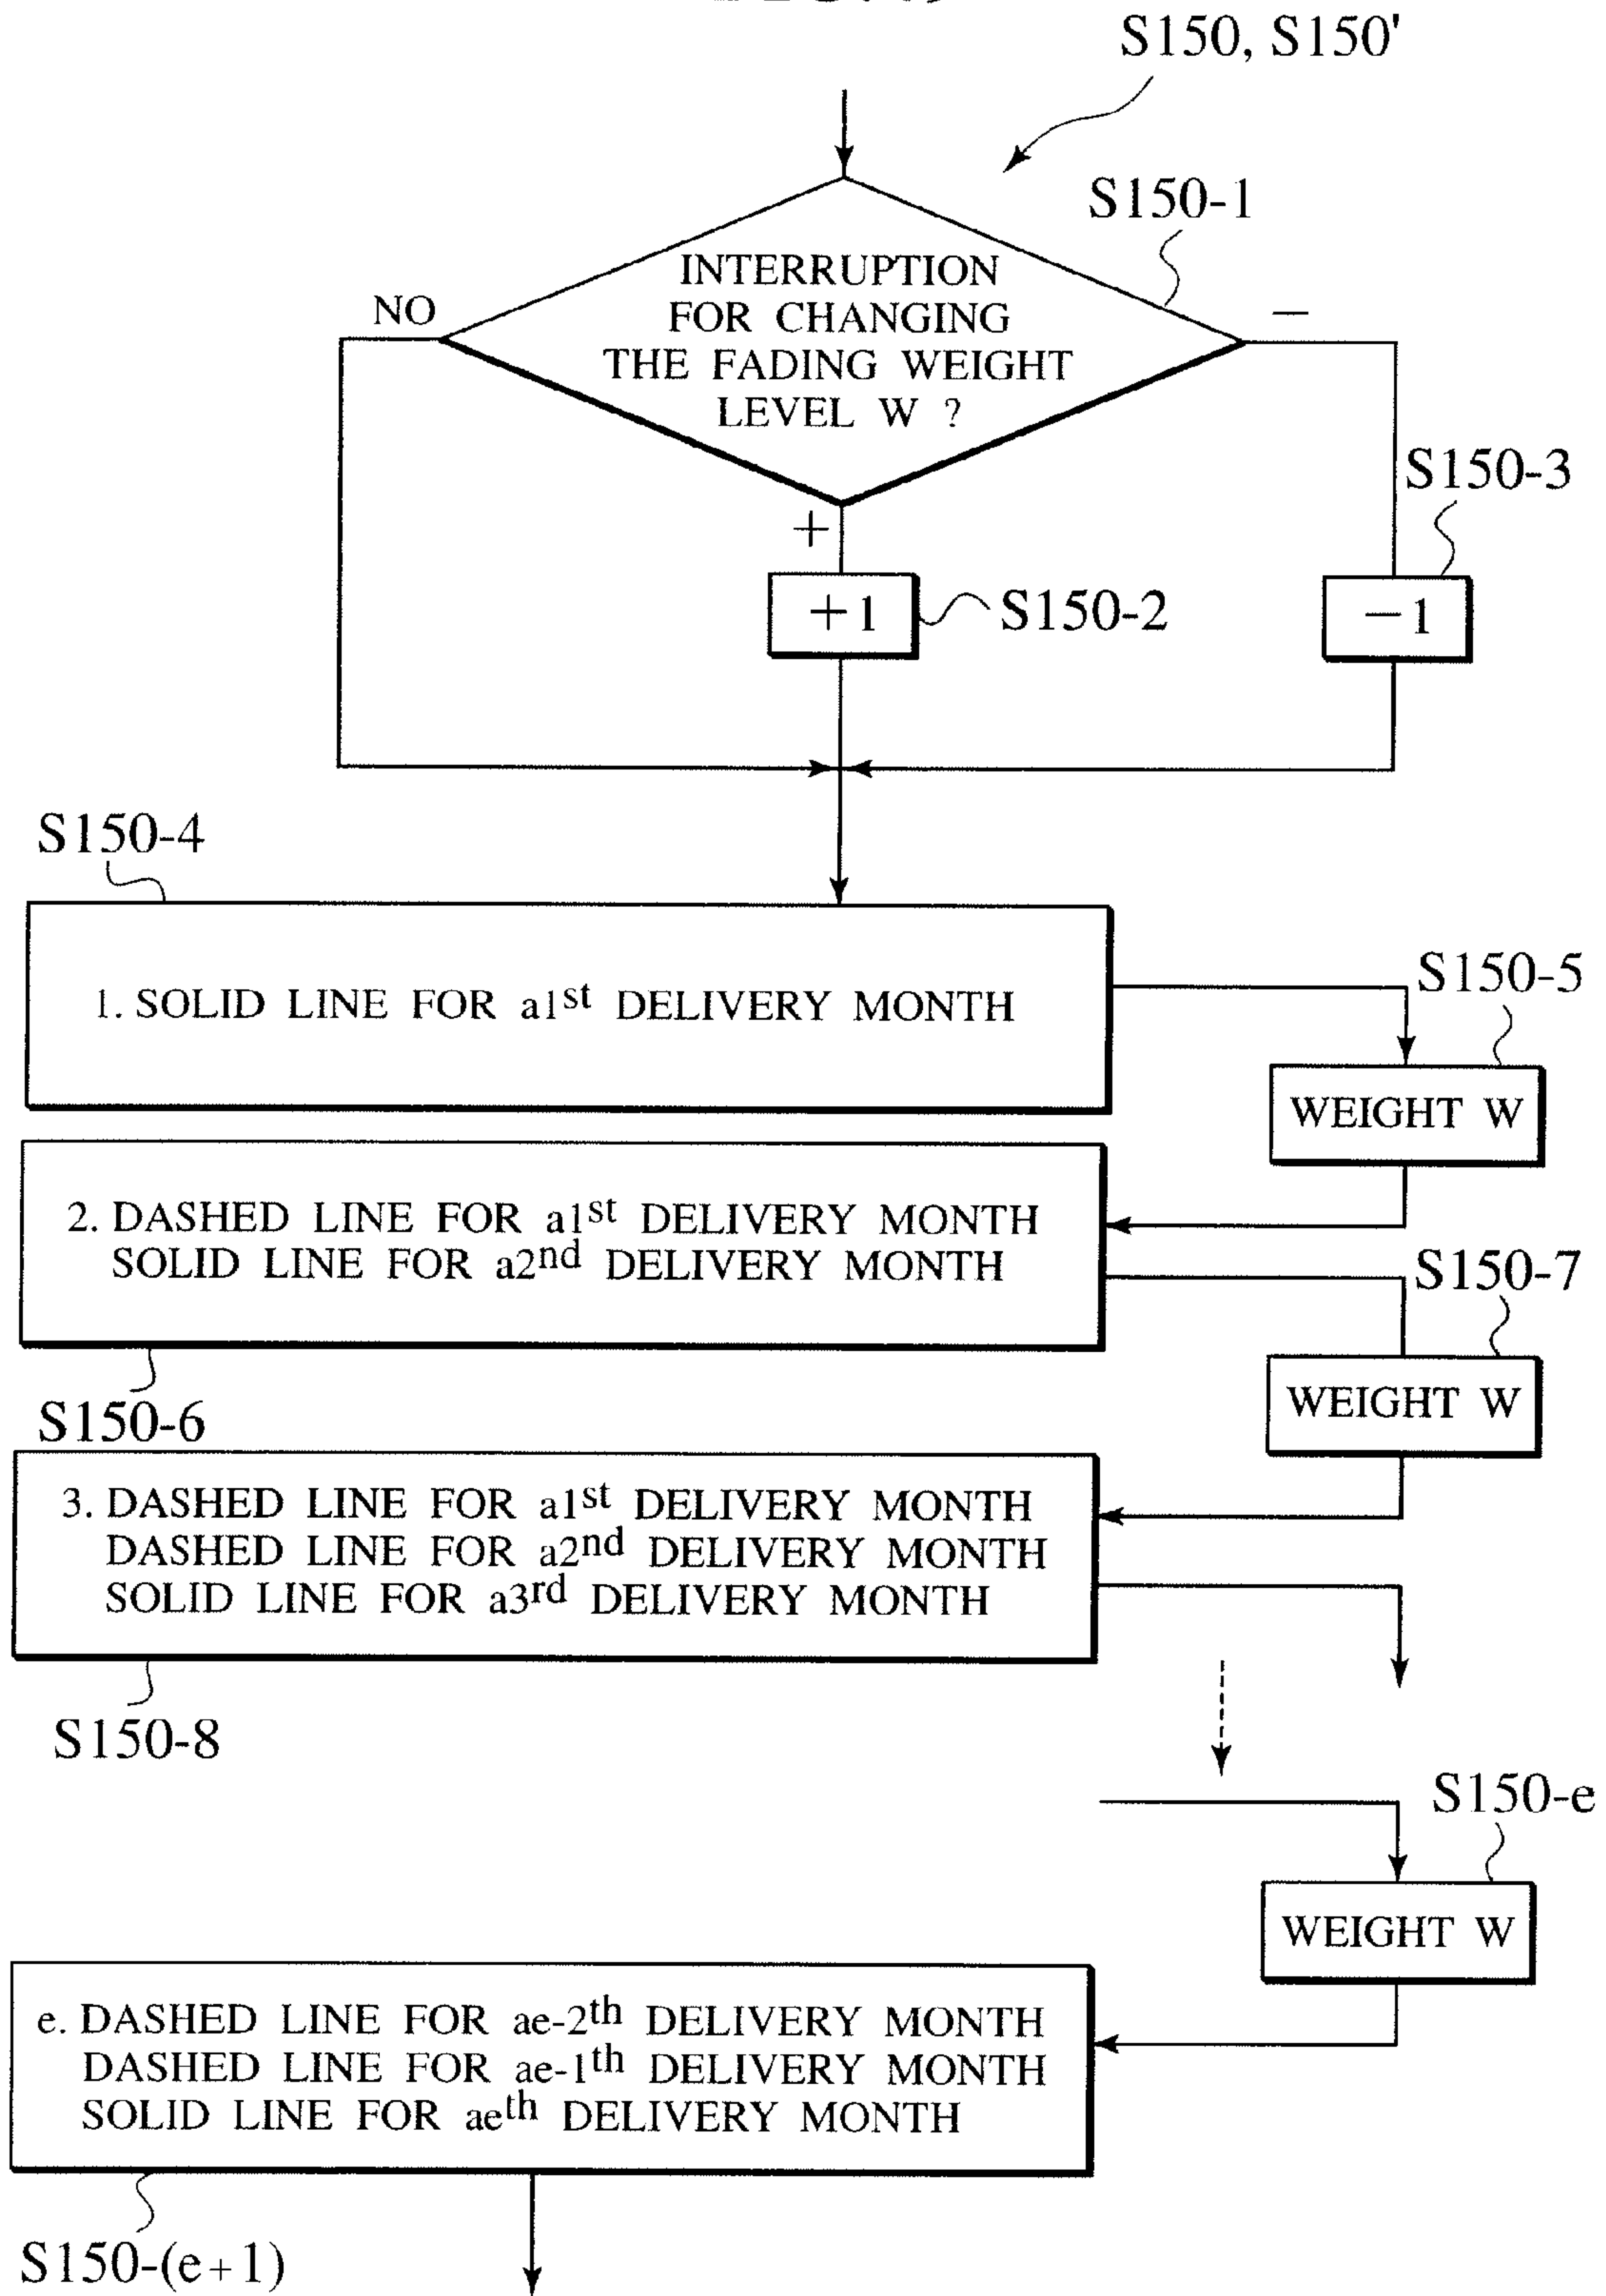 S150, S150'
S150-1
INTERRUPTION
FOR CHANGING
THE FADING WEIGHT
LEVEL W ?
NO
—
+
S150-3
+1
S150-2
−1
S150-4
1. SOLID LINE FOR a1st DELIVERY MONTH
S150-5
WEIGHT W
2. DASHED LINE FOR a1st DELIVERY MONTH
SOLID LINE FOR a2nd DELIVERY MONTH
S150-7
WEIGHT W
S150-6
3. DASHED LINE FOR a1st DELIVERY MONTH
DASHED LINE FOR a2nd DELIVERY MONTH
SOLID LINE FOR a3rd DELIVERY MONTH
S150-8
S150-e
WEIGHT W
e. DASHED LINE FOR ae-2th DELIVERY MONTH
DASHED LINE FOR ae-1th DELIVERY MONTH
SOLID LINE FOR aeth DELIVERY MONTH
S150-(e+1)